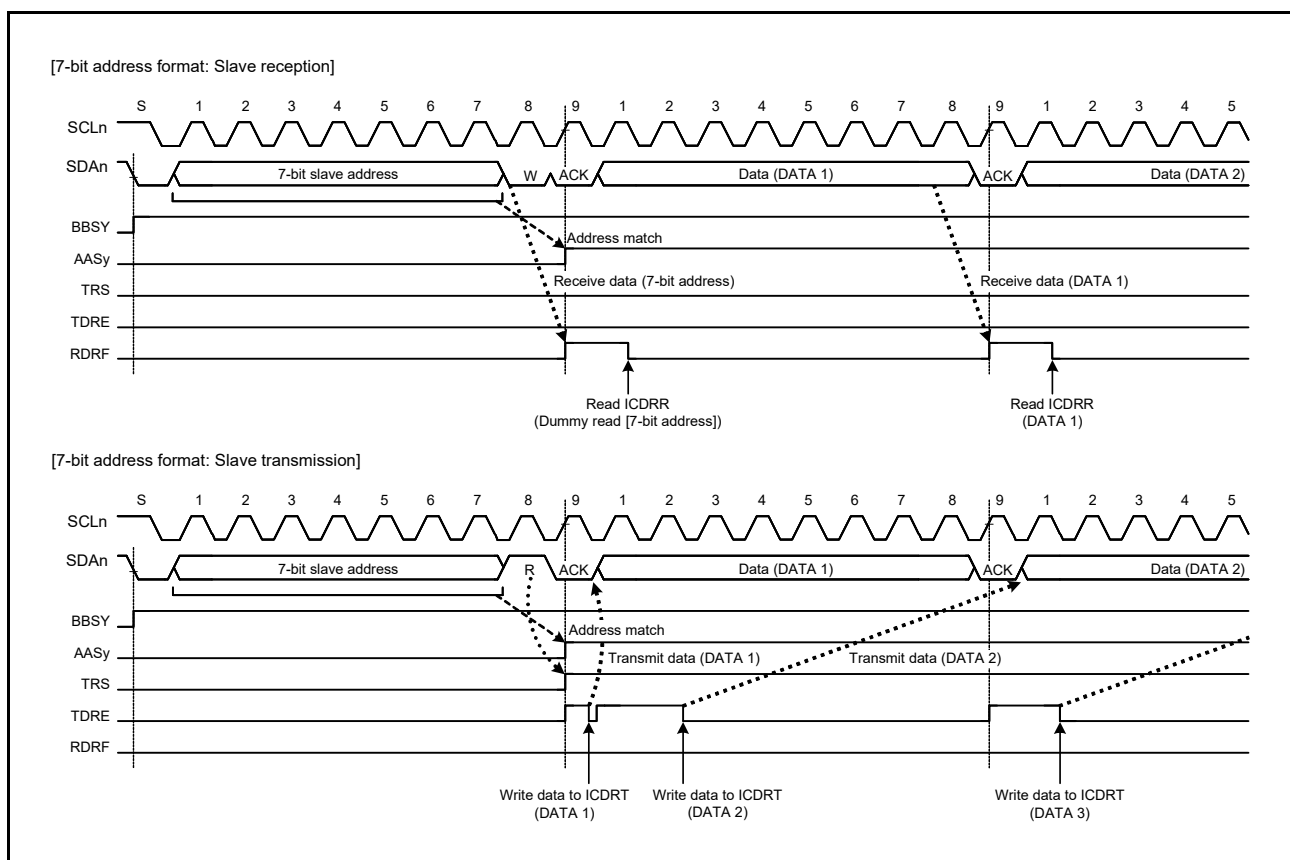 [7-bit address format: Slave reception]
S 1 2 3 4 5 6 7 8 9 1 2 3 4 5 6 7 8 9 1 2 3 4 5
SCLn
SDAn 7-bit slave address W ACK Data (DATA 1) ACK Data (DATA 2)
BBSY
Address match
AASy
Receive data (7-bit address) Receive data (DATA 1)
TRS
TDRE
RDRF
Read ICDRR Read ICDRR
(Dummy read [7-bit address]) (DATA 1)
[7-bit address format: Slave transmission]
S 1 2 3 4 5 6 7 8 9 1 2 3 4 5 6 7 8 9 1 2 3 4 5
SCLn
SDAn 7-bit slave address R ACK Data (DATA 1) ACK Data (DATA 2)
BBSY
Address match
AASy
Transmit data (DATA 1) Transmit data (DATA 2)
TRS
TDRE
RDRF
Write data to ICDRT Write data to ICDRT Write data to ICDRT
(DATA 1) (DATA 2) (DATA 3)